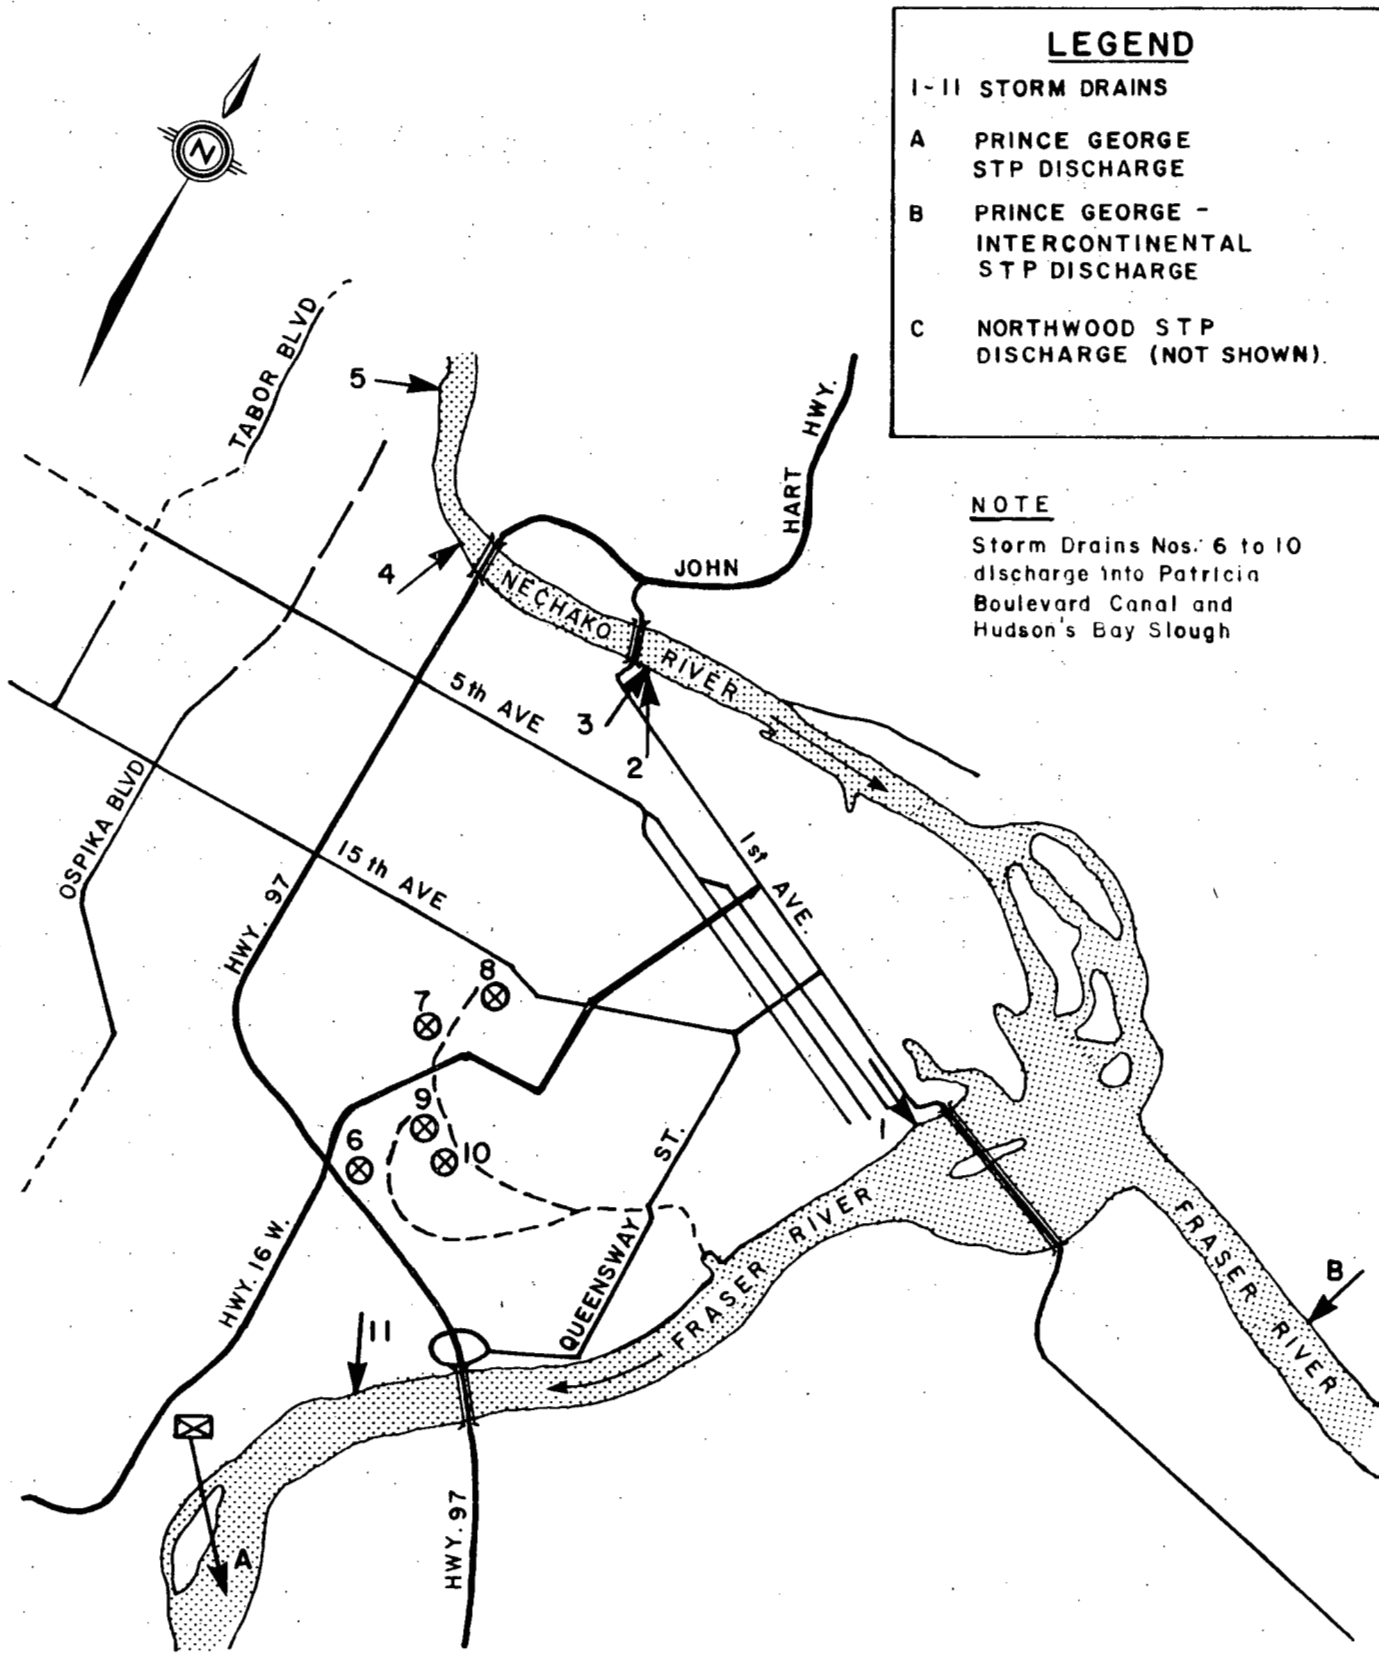 LEGEND
1-11 STORM DRAINS
A PRINCE GEORGE
STP DISCHARGE
B PRINCE GEORGE -
INTERCONTINENTAL
STP DISCHARGE
C NORTHWOOD STP
DISCHARGE (NOT SHOWN).
NOTE
Storm Drains Nos. 6 to 10
discharge into Patricia
Boulevard Canal and
Hudson's Bay Slough
N
TABOR BLVD
5
JOHN HART HWY.
4
NECHAKO RIVER
5th AVE
3
2
OSPIKA BLVD
15th AVE
1st AVE.
HWY. 97
8
7
9
6
10
1
ST.
QUEENSWAY
HWY. 16 W.
FRASER RIVER
FRASER RIVER
B
11
A
HWY. 97